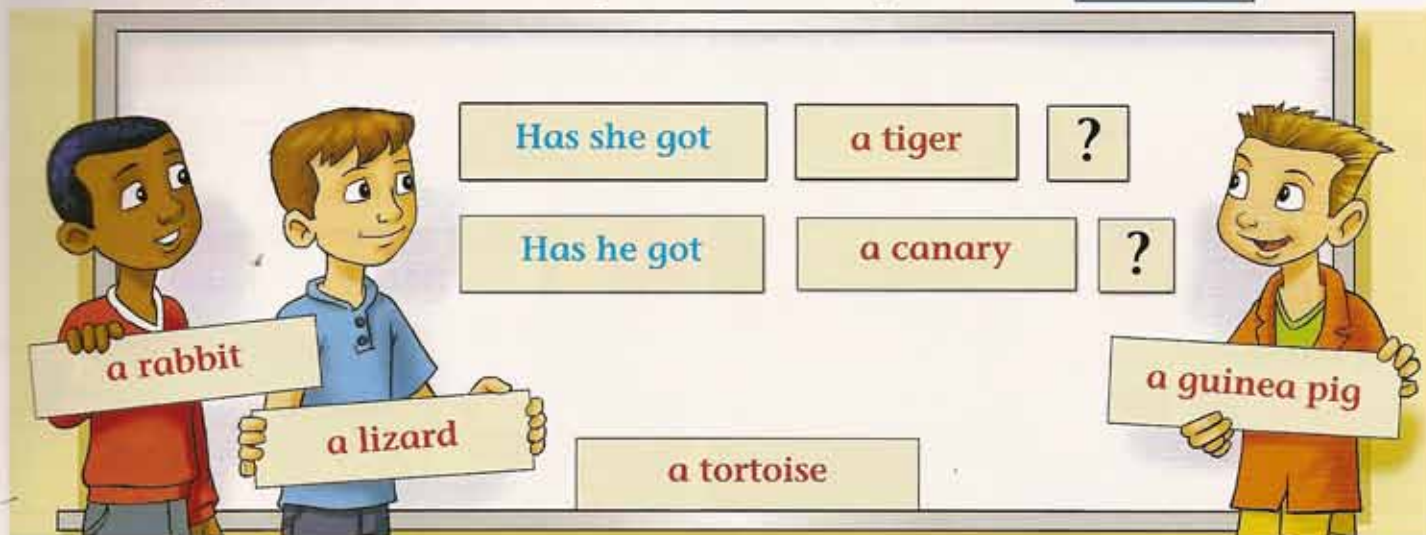 Has she got a tiger ?
Has he got a canary ?
a rabbit
a guinea pig
a lizard
a tortoise